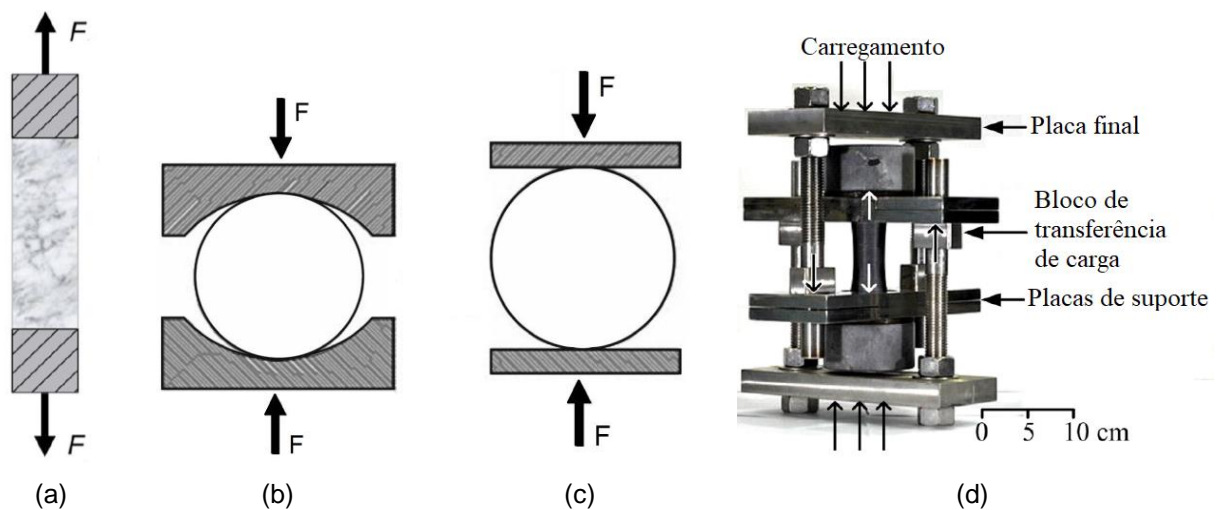 F
F
(a)
F
F
(b)
F
F
(c)
Carregamento
Placa final
Bloco de
transferência
de carga
Placas de suporte
0 5 10 cm
(d)